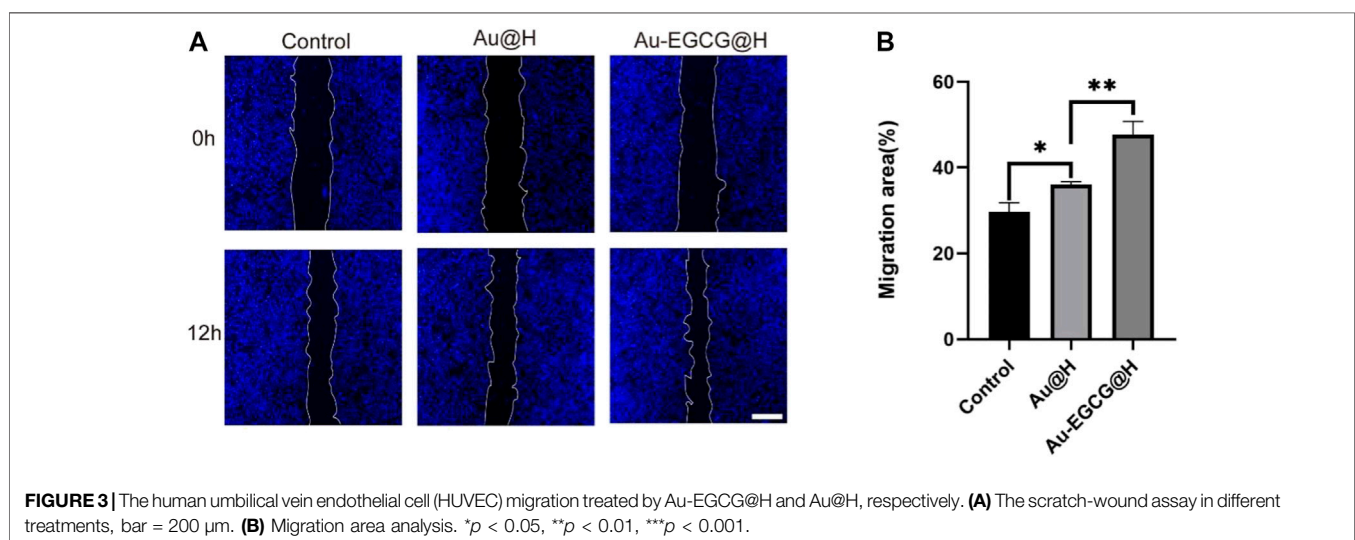 A
Control
Au@H
Au-EGCG@H
0h
12h
B
Migration area(%)
60
40
20
0
*
**
Control
Au@H
Au-EGCG@H
FIGURE 3 | The human umbilical vein endothelial cell (HUVEC) migration treated by Au-EGCG@H and Au@H, respectively. (A) The scratch-wound assay in different
treatments, bar = 200 µm. (B) Migration area analysis. *p < 0.05, **p < 0.01, ***p < 0.001.